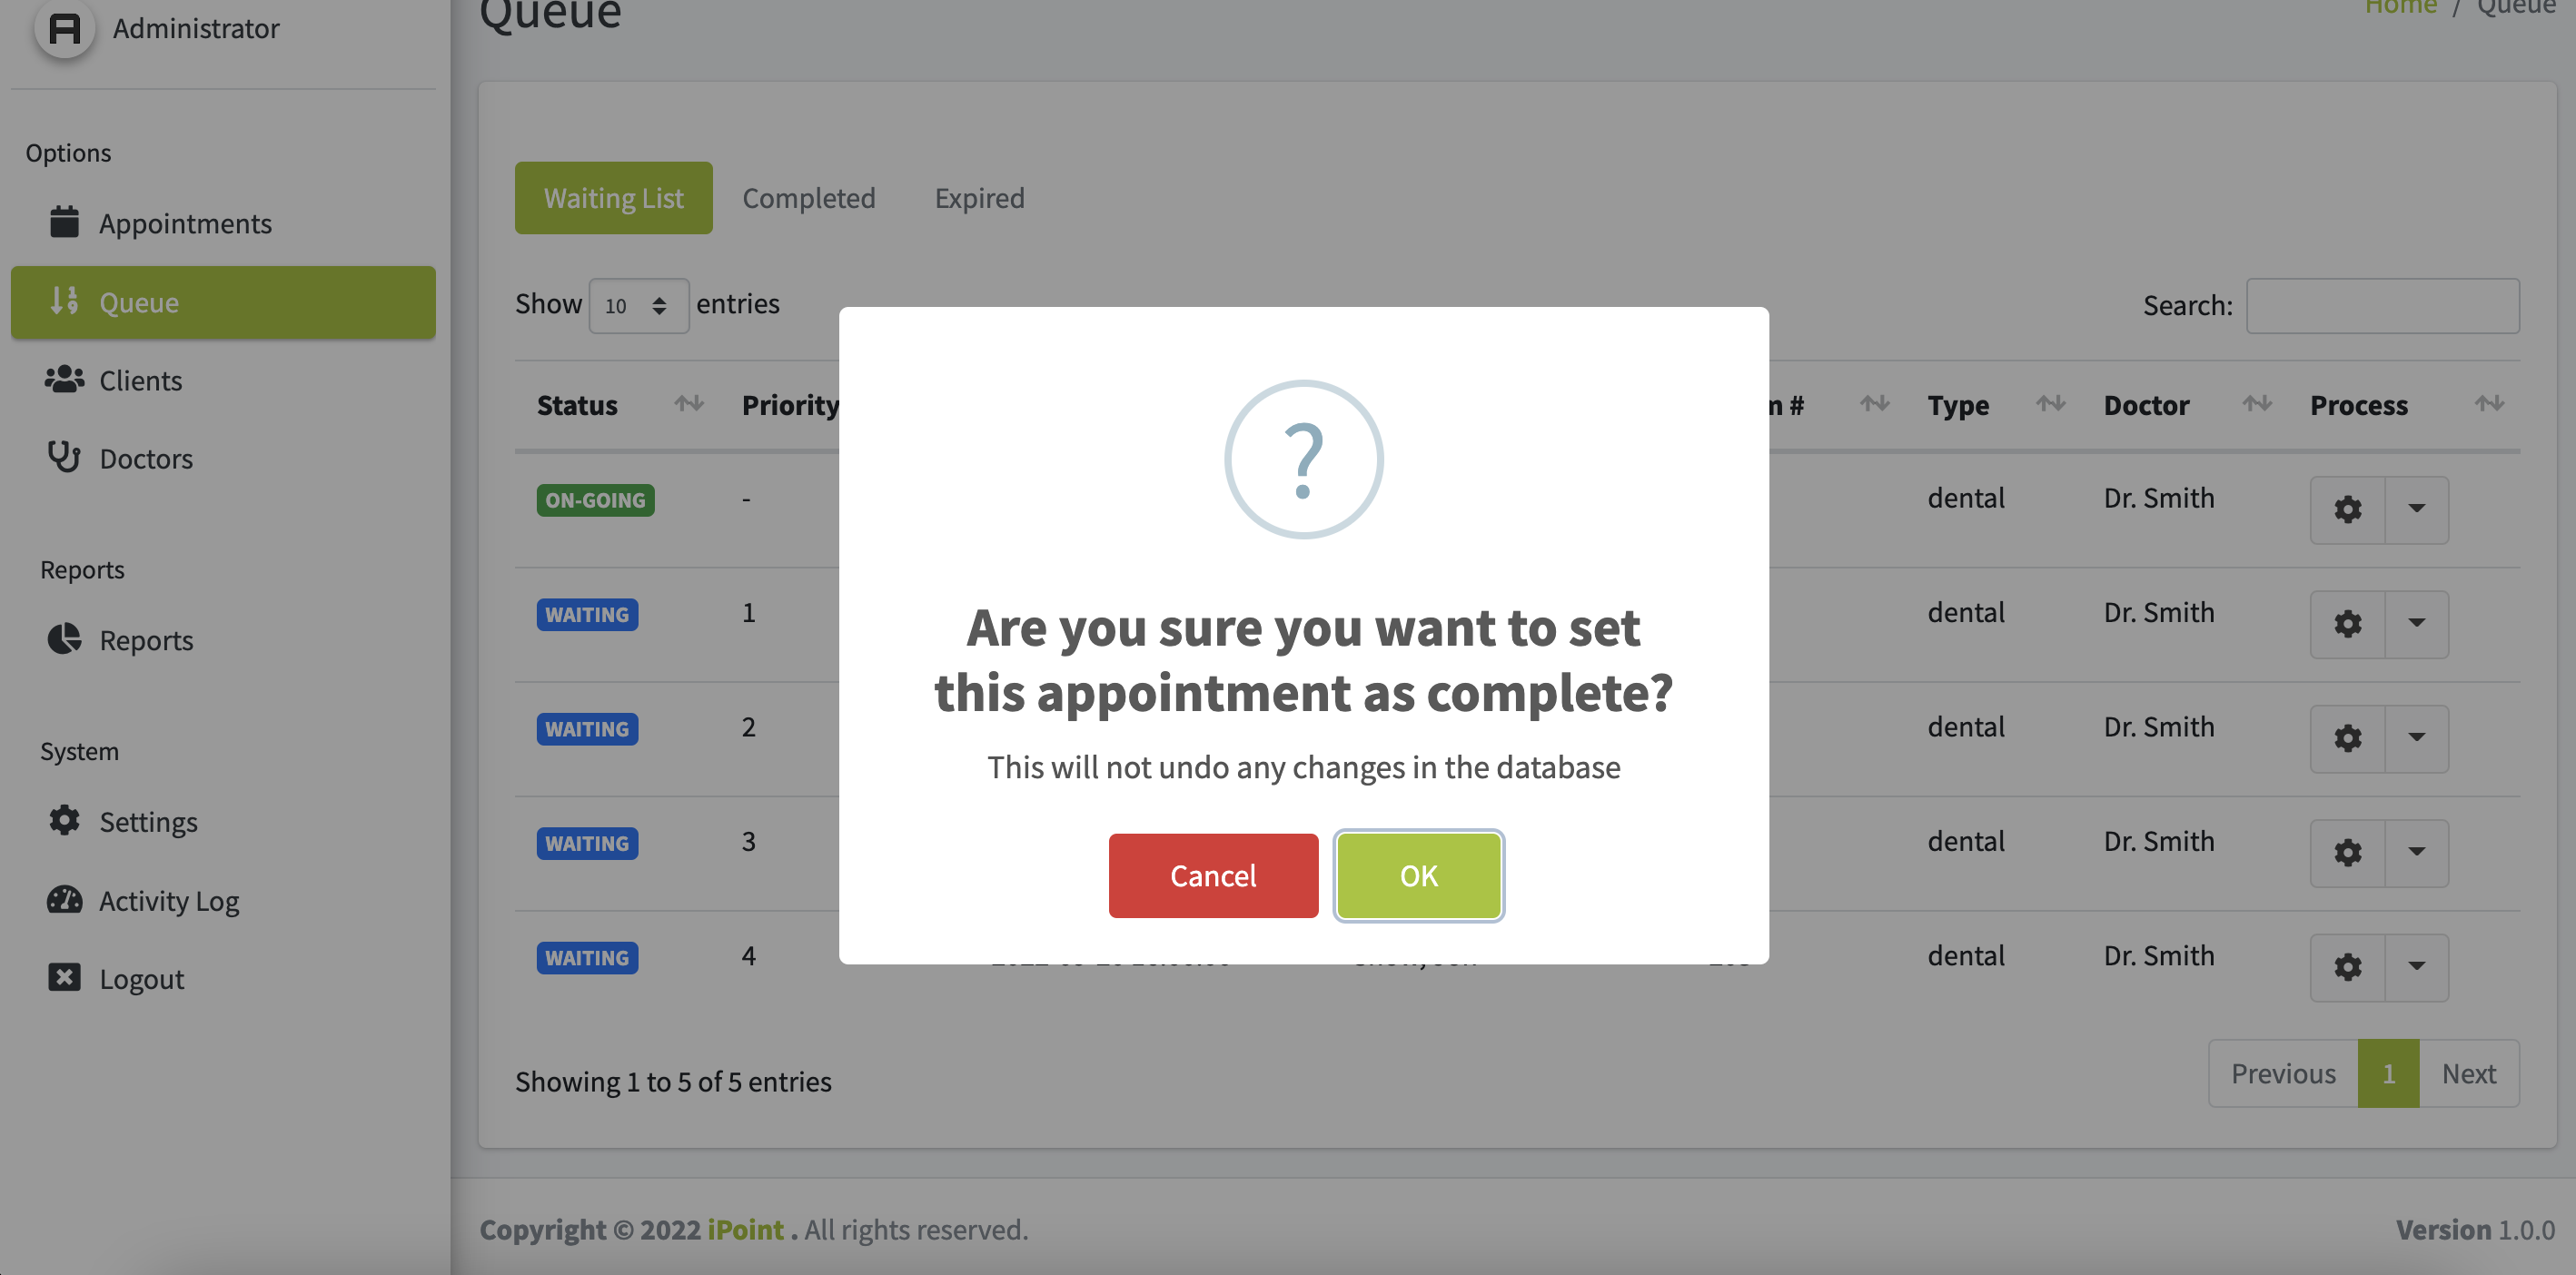 Administrator
Queue
Home / Queue
Options
Appointments
Queue
Clients
Doctors
Reports
Reports
System
Settings
Activity Log
Logout
Waiting List Completed Expired
Show 10 entries
Search:
Status Priority # Type Doctor Process
ON-GOING - dental Dr. Smith
WAITING 1 dental Dr. Smith
WAITING 2 dental Dr. Smith
WAITING 3 dental Dr. Smith
WAITING 4 dental Dr. Smith
?
Are you sure you want to set
this appointment as complete?
This will not undo any changes in the database
Cancel OK
Showing 1 to 5 of 5 entries
Previous 1 Next
Copyright © 2022 iPoint . All rights reserved.
Version 1.0.0